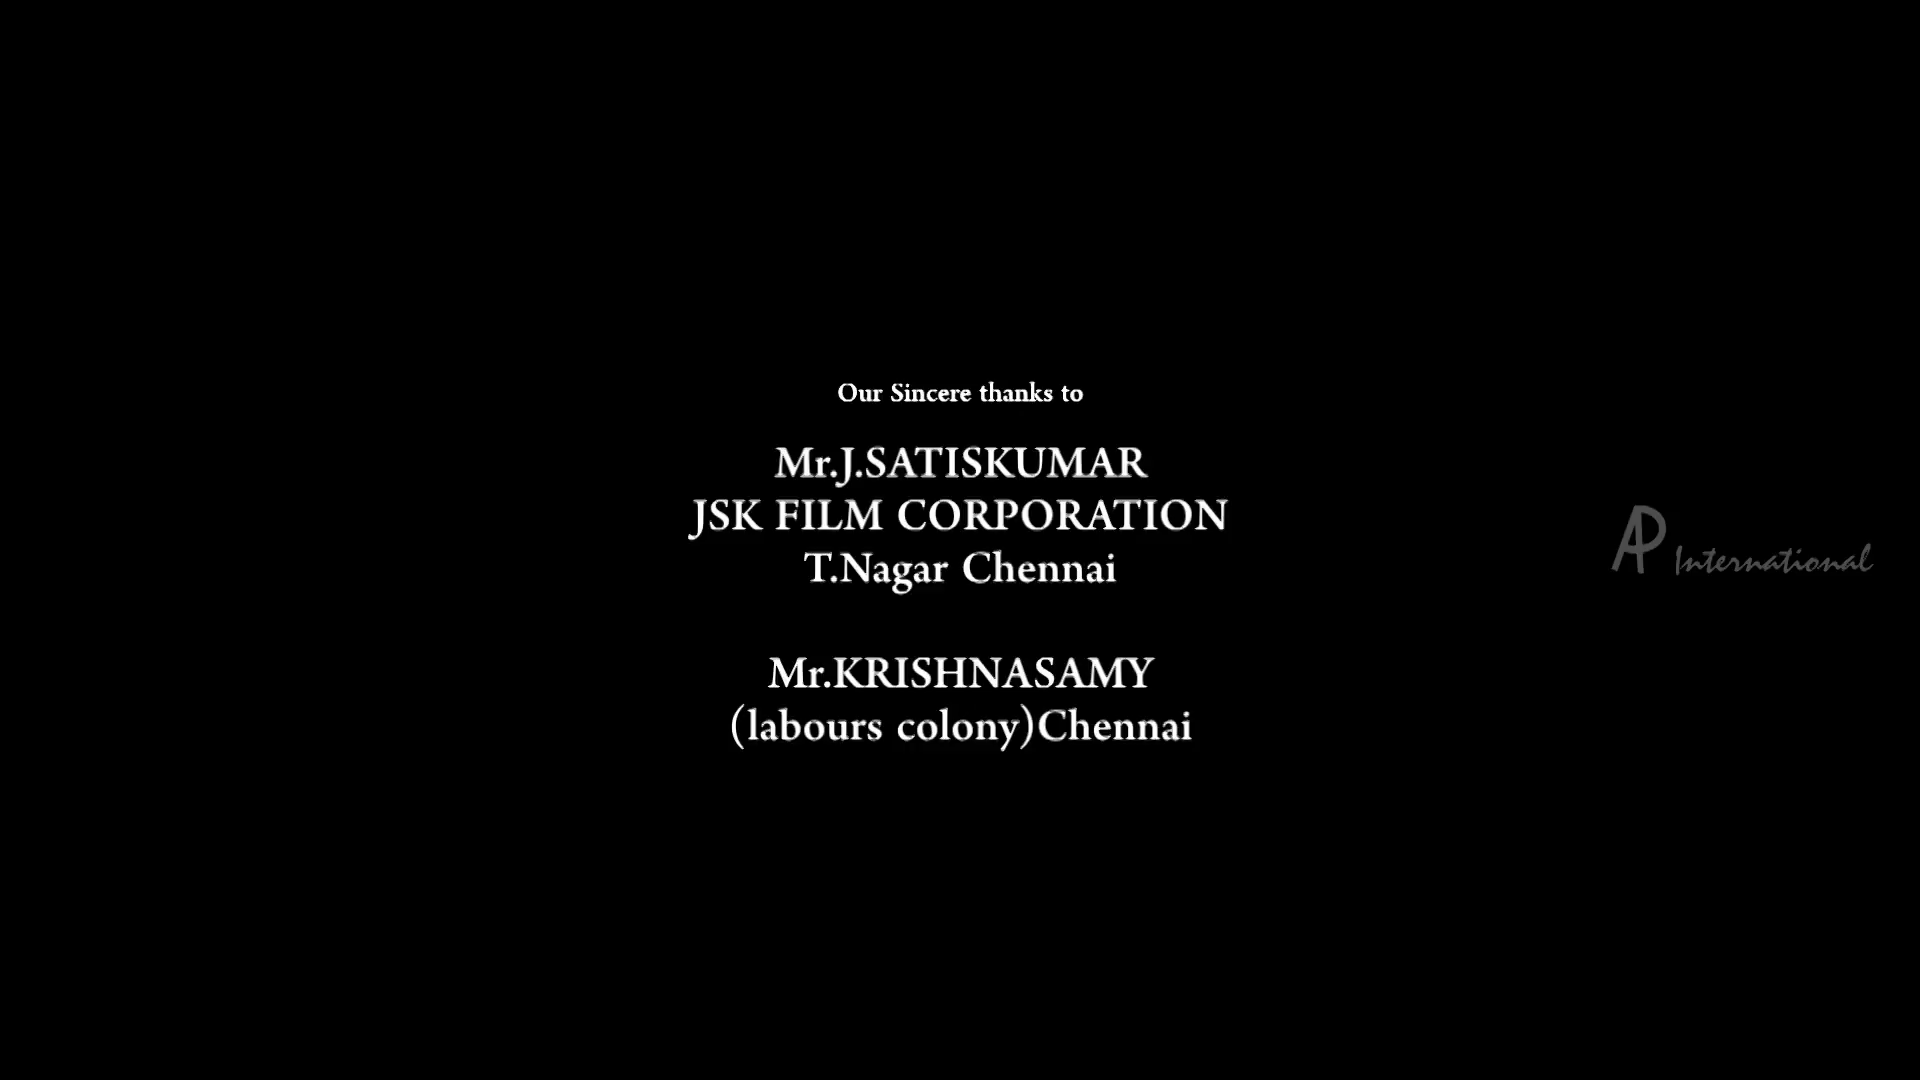 Our Sincere thanks to
Mr.J.SATISKUMAR
JSK FILM CORPORATION
T.Nagar Chennai
Mr.KRISHNASAMY
(labours colony)Chennai
AP International